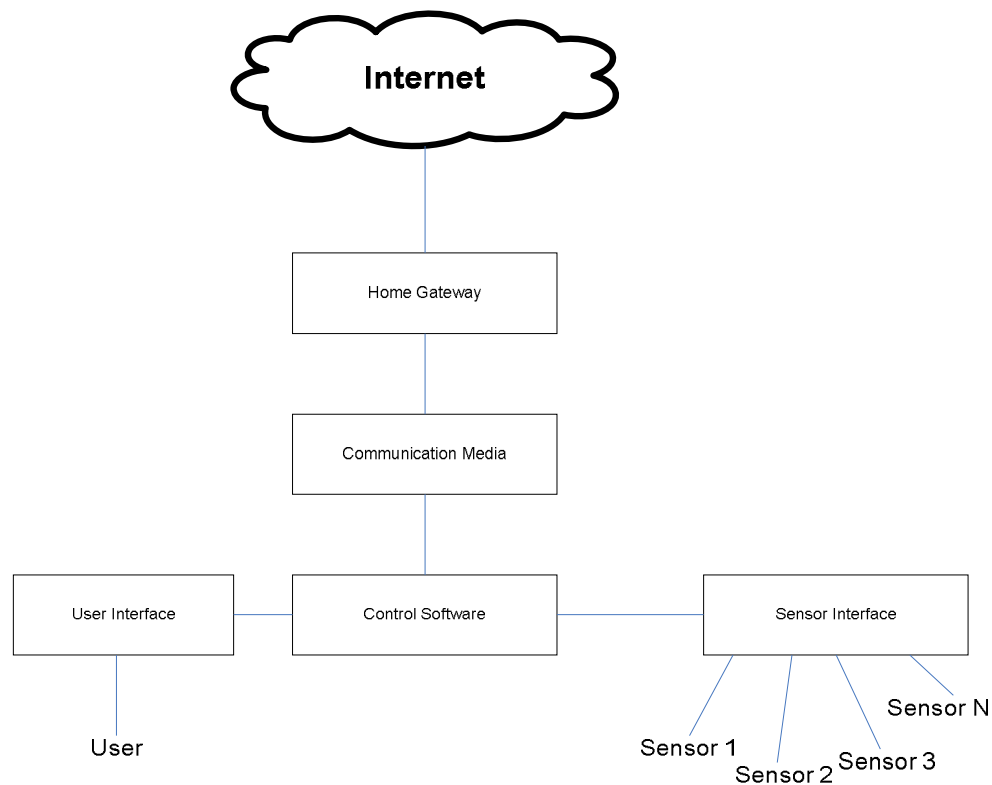 Internet
Home Gateway
Communication Media
User Interface
Control Software
Sensor Interface
User
Sensor 1
Sensor 2
Sensor 3
Sensor N